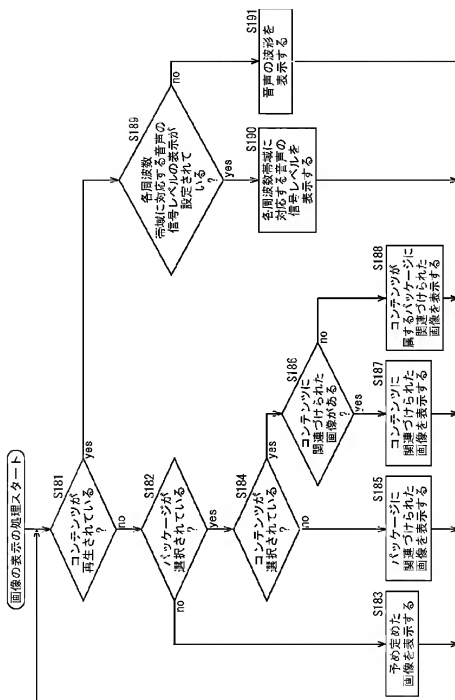 画像の表示の処理スタート
S181
コンテンツが
再生されている
?
yes
no
S182
パッケージが
選択されている
?
no
yes
S183
予め定めた
画像を表示する
S184
コンテンツが
選択されている
?
yes
no
S185
パッケージに
関連づけられた
画像を表示する
S186
コンテンツに
関連づけられた
画像がある
?
no
yes
S187
コンテンツに
関連づけられた
画像を表示する
S188
コンテンツが
属するパッケージに
関連づけられた
画像を表示する
S189
各周波数
帯域に対応する音声の
信号レベルの表示が
設定されて
いる
?
no
yes
S190
各周波数帯域に
対応する音声の
信号レベルを
表示する
S191
音声の波形を
表示する